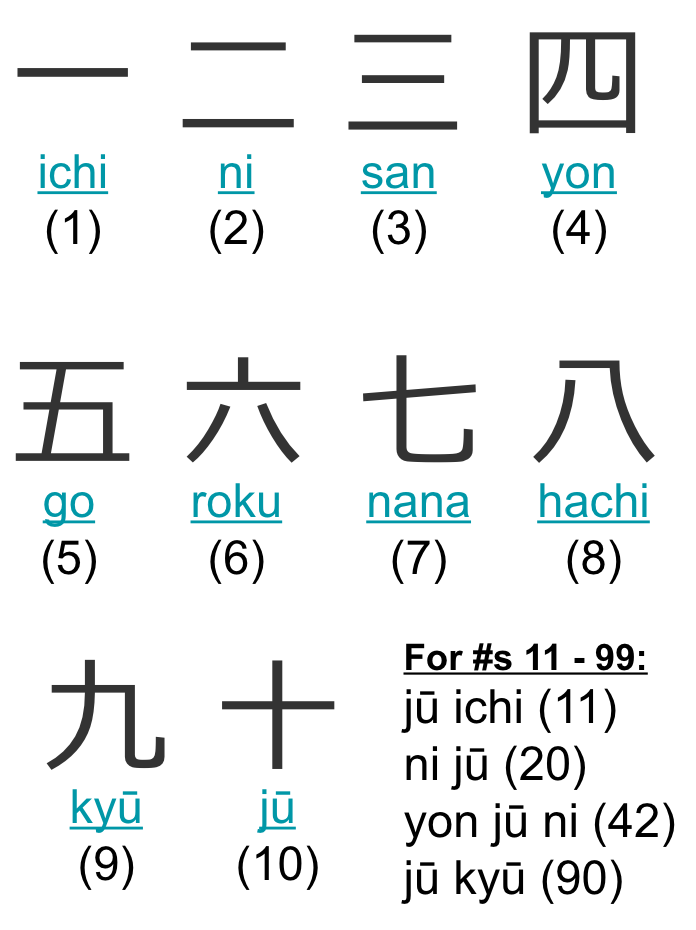 一 二 三 四
ichi ni san yon
(1) (2) (3) (4)
五 六 七 八
go roku nana hachi
(5) (6) (7) (8)
九 十
kyū jū
(9) (10)
For #s 11 - 99:
jū ichi (11)
ni jū (20)
yon jū ni (42)
jū kyū (90)